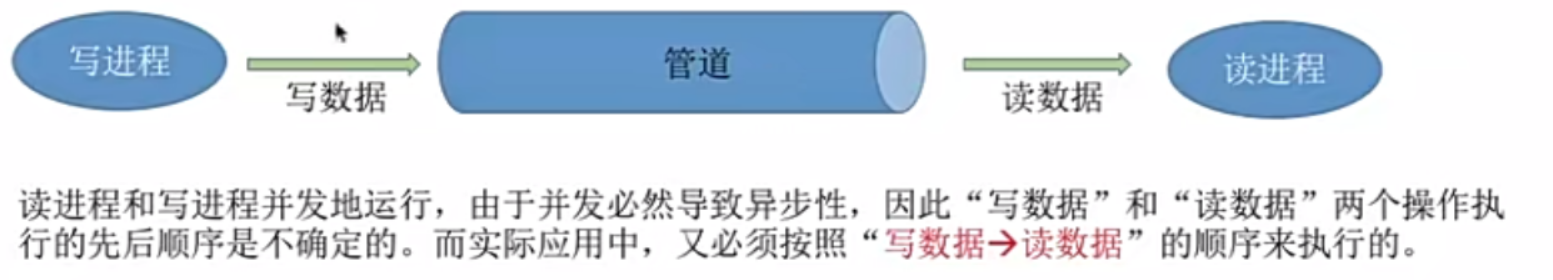 写进程
写数据
管道
读数据
读进程
读进程和写进程并发地运行，由于并发必然导致异步性，因此“写数据”和“读数据”两个操作执
行的先后顺序是不确定的。而实际应用中，又必须按照“写数据→读数据”的顺序来执行的。